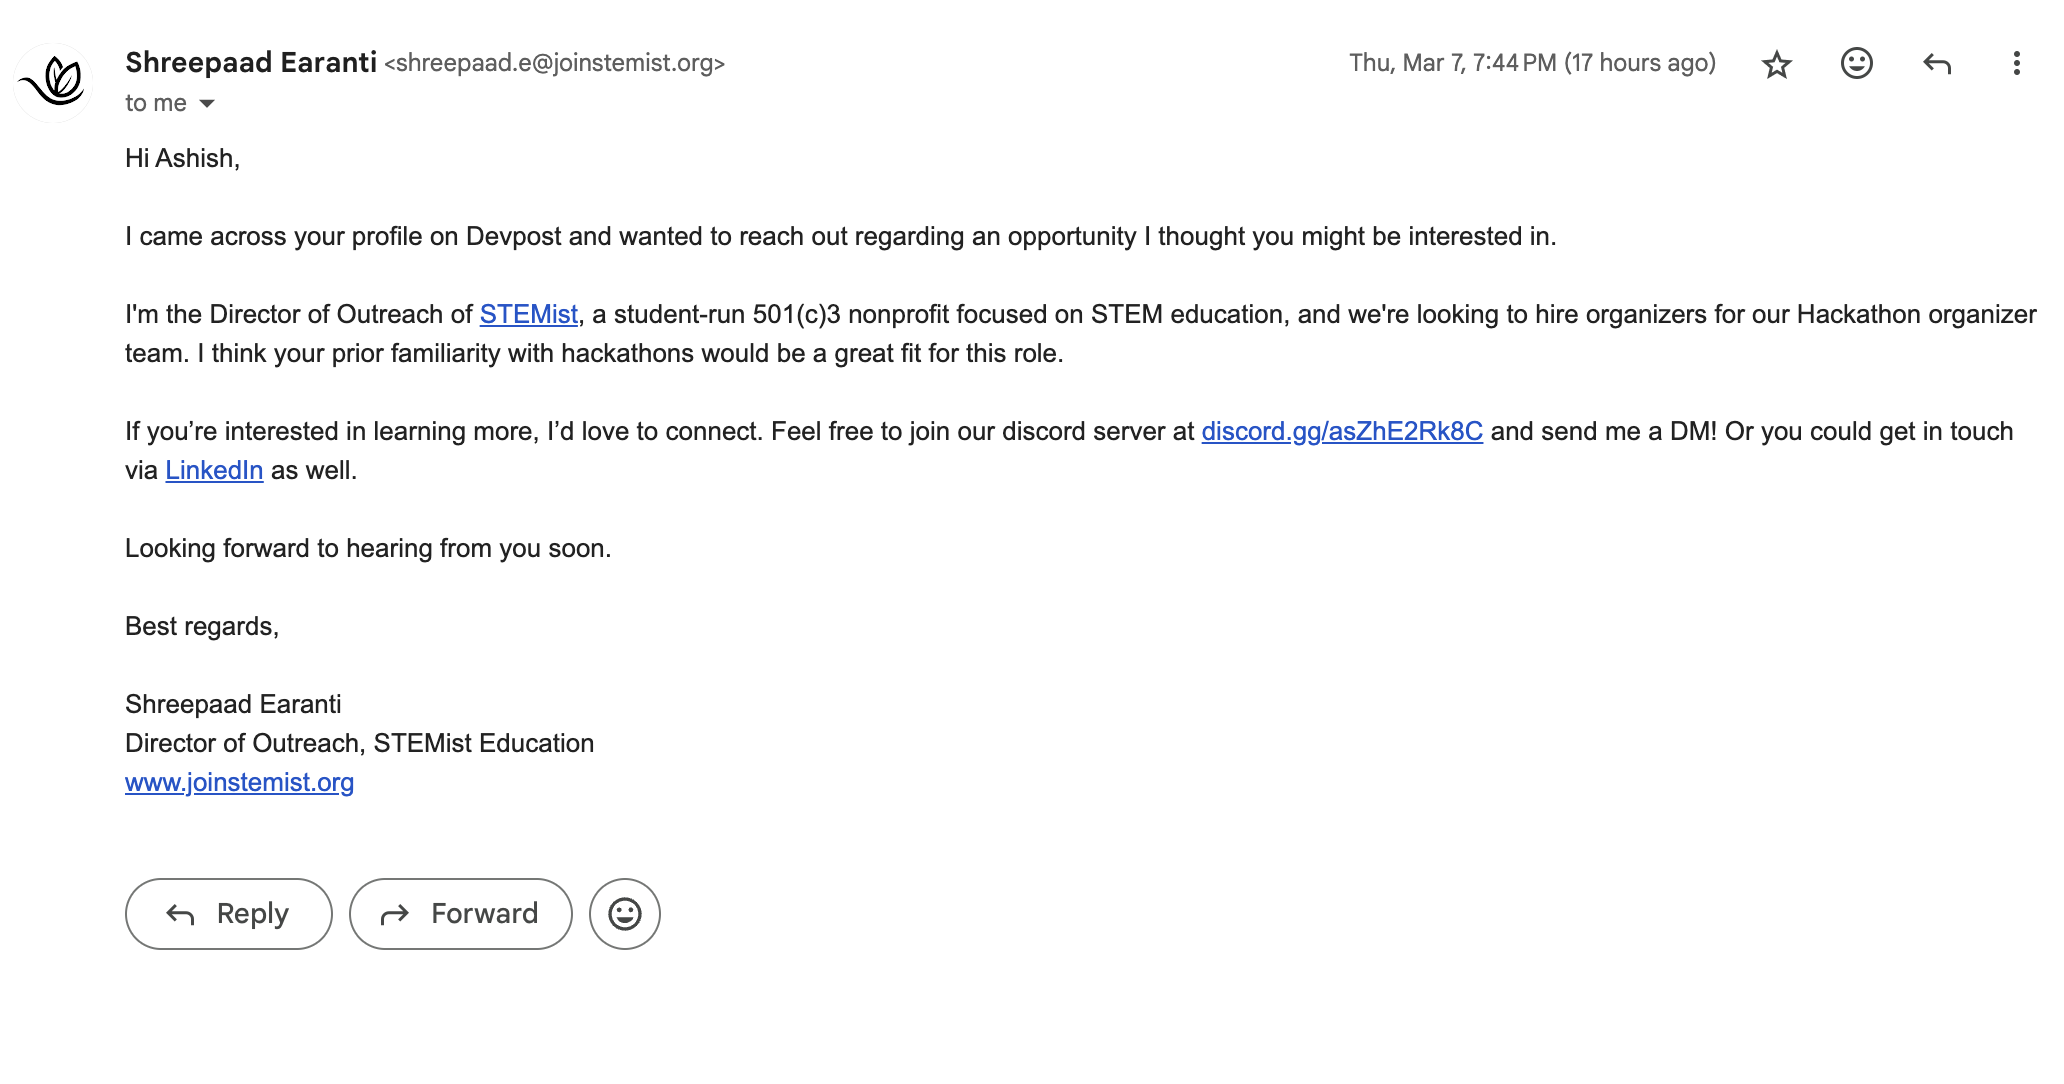 Shreepaad Earanti <shreepaad.e@joinstemist.org> Thu, Mar 7, 7:44 PM (17 hours ago)
to me
Hi Ashish,
I came across your profile on Devpost and wanted to reach out regarding an opportunity I thought you might be interested in.
I'm the Director of Outreach of STEMist, a student-run 501(c)3 nonprofit focused on STEM education, and we're looking to hire organizers for our Hackathon organizer
team. I think your prior familiarity with hackathons would be a great fit for this role.
If you’re interested in learning more, I’d love to connect. Feel free to join our discord server at discord.gg/asZhE2Rk8C and send me a DM! Or you could get in touch
via LinkedIn as well.
Looking forward to hearing from you soon.
Best regards,
Shreepaad Earanti
Director of Outreach, STEMist Education
www.joinstemist.org
Reply Forward